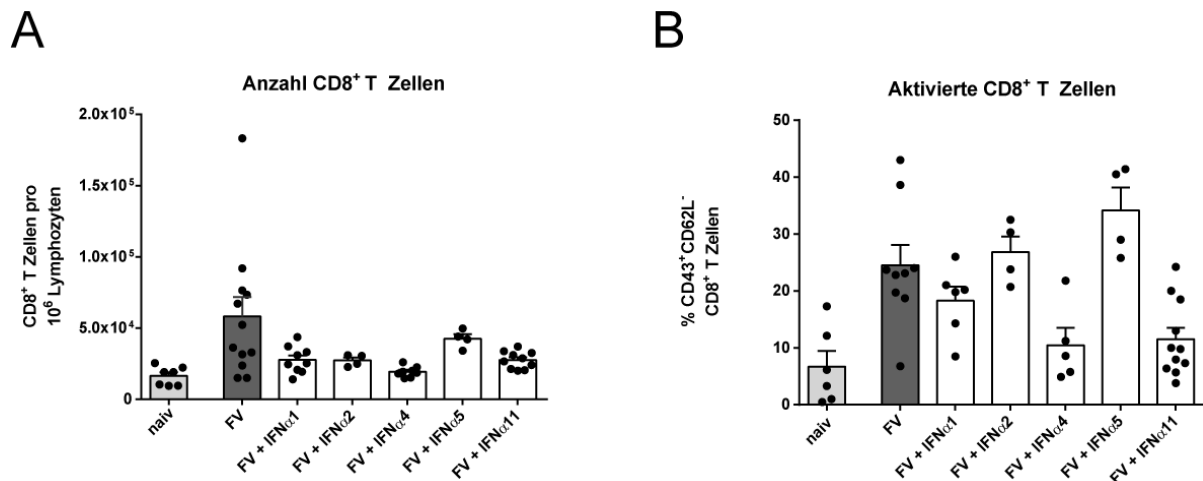 A
Anzahl CD8⁺ T Zellen
CD8⁺ T Zellen pro
10⁶ Lymphozyten
2.0x10⁵
1.5x10⁵
1.0x10⁵
5.0x10⁴
0
naiv
FV
FV + IFNα1
FV + IFNα2
FV + IFNα4
FV + IFNα5
FV + IFNα11
B
Aktivierte CD8⁺ T Zellen
% CD43⁺CD62L⁻
CD8⁺ T Zellen
50
40
30
20
10
0
naiv
FV
FV + IFNα1
FV + IFNα2
FV + IFNα4
FV + IFNα5
FV + IFNα11